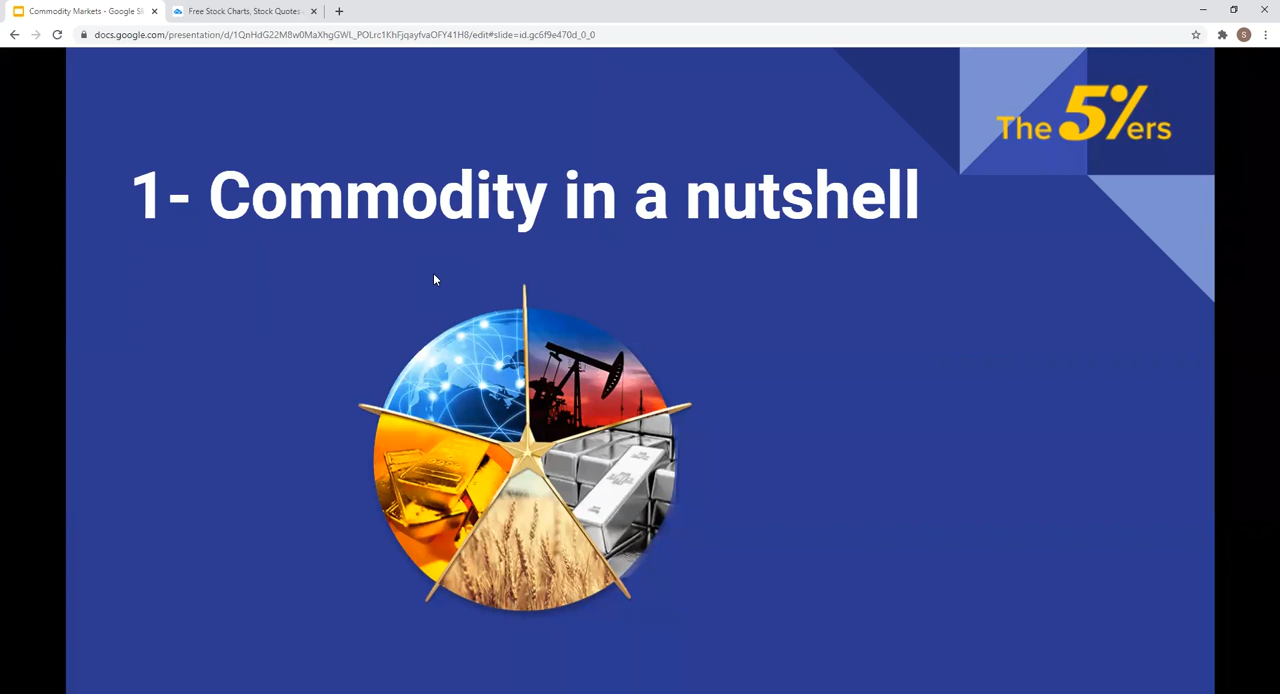 Commodity Markets - Google Sl
Free Stock Charts, Stock Quotes
docs.google.com/presentation/d/1QnHdG22M8w0MaXhgGWL_POLrc1KhFjqayfvaOFY41H8/edit#slide=id.gc6f9e470d_0_0
S
The 5%ers
1- Commodity in a nutshell